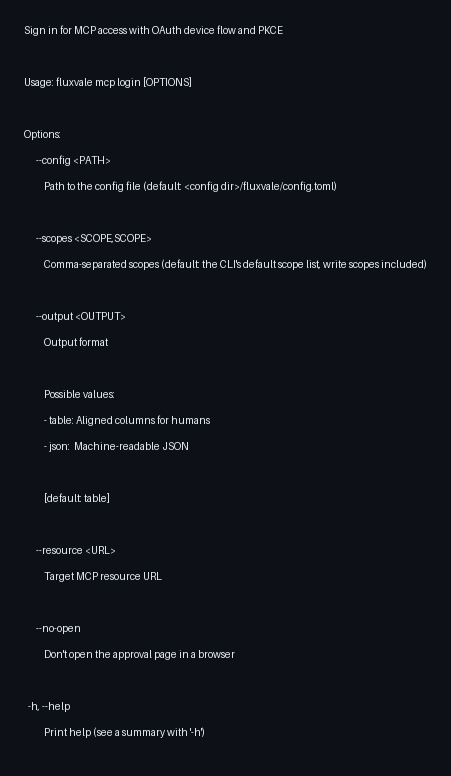 Sign in for MCP access with OAuth device flow and PKCE
Usage: fluxvale mcp login [OPTIONS]
Options:
--config <PATH>
Path to the config file (default: <config dir>/fluxvale/config.toml)
--scopes <SCOPE,SCOPE>
Comma-separated scopes (default: the CLI's default scope list, write scopes included)
--output <OUTPUT>
Output format
Possible values:
- table: Aligned columns for humans
- json:  Machine-readable JSON
[default: table]
--resource <URL>
Target MCP resource URL
--no-open
Don't open the approval page in a browser
-h, --help
Print help (see a summary with '-h')